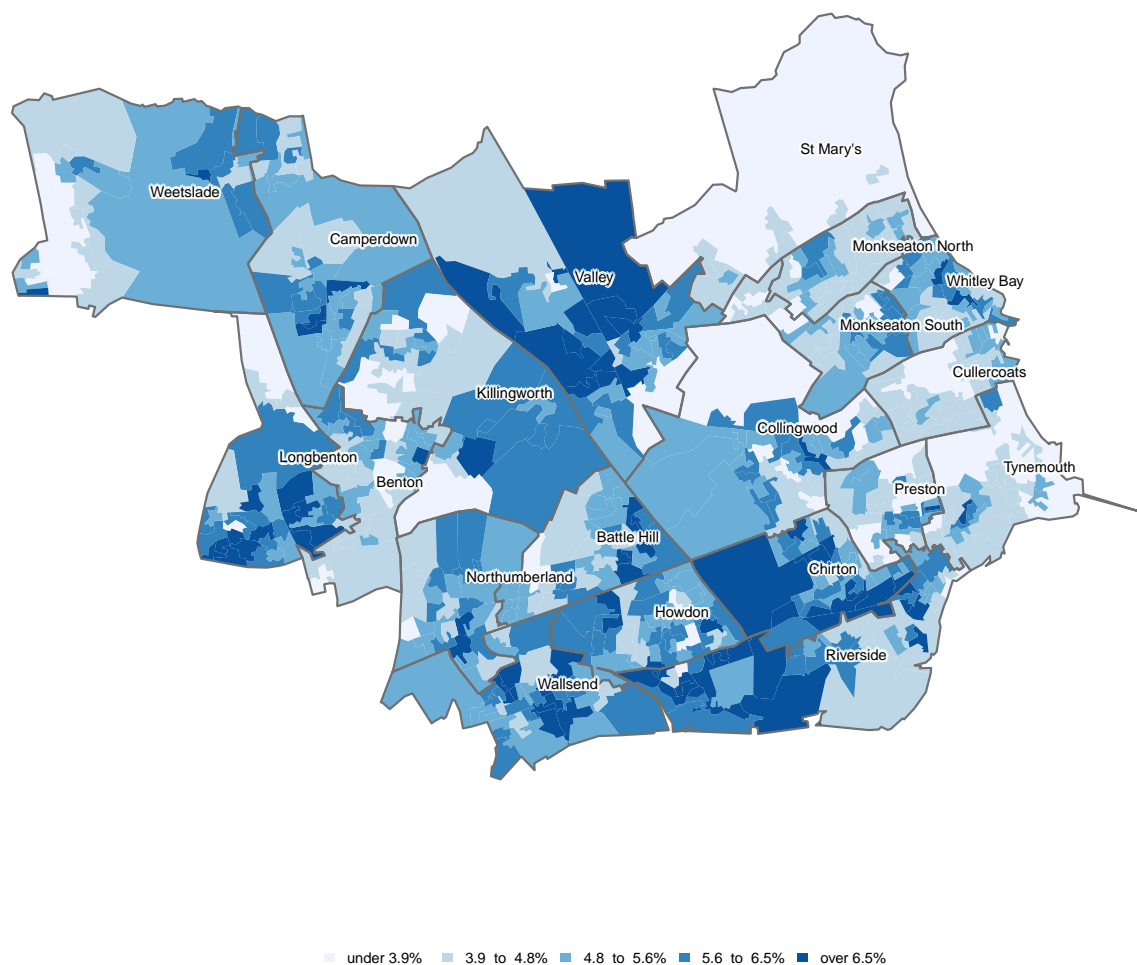 St Mary's
Weetslade
Camperdown
Monkseaton North
Valley
Whitley Bay
Monkseaton South
Cullercoats
Killingworth
Collingwood
Longbenton
Tynemouth
Benton
Preston
Battle Hill
Chirton
Northumberland
Howdon
Riverside
Wallsend
under 3.9% 3.9 to 4.8% 4.8 to 5.6% 5.6 to 6.5% over 6.5%